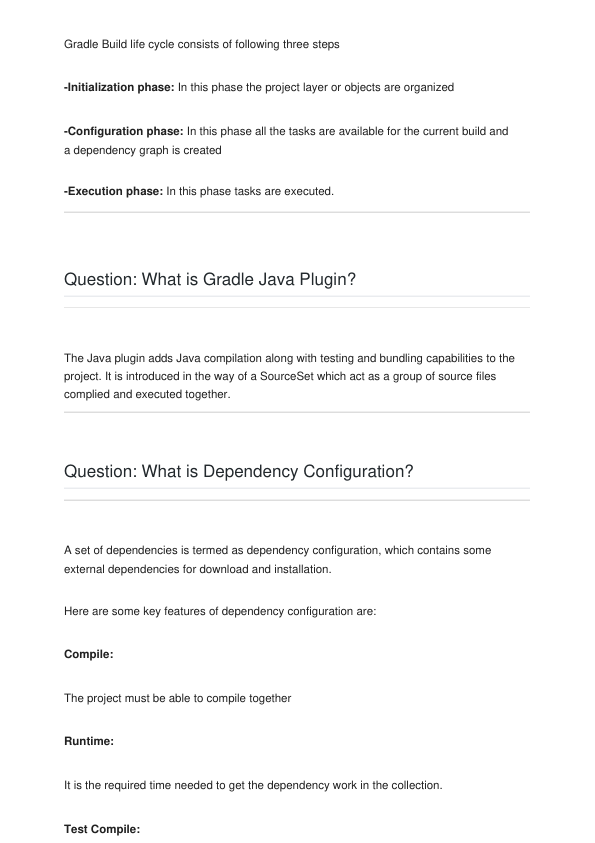 Gradle Build life cycle consists of following three steps
-Initialization phase: In this phase the project layer or objects are organized
-Configuration phase: In this phase all the tasks are available for the current build and
a dependency graph is created
-Execution phase: In this phase tasks are executed.
Question: What is Gradle Java Plugin?
The Java plugin adds Java compilation along with testing and bundling capabilities to the
project. It is introduced in the way of a SourceSet which act as a group of source files
complied and executed together.
Question: What is Dependency Configuration?
A set of dependencies is termed as dependency configuration, which contains some
external dependencies for download and installation.
Here are some key features of dependency configuration are:
Compile:
The project must be able to compile together
Runtime:
It is the required time needed to get the dependency work in the collection.
Test Compile: